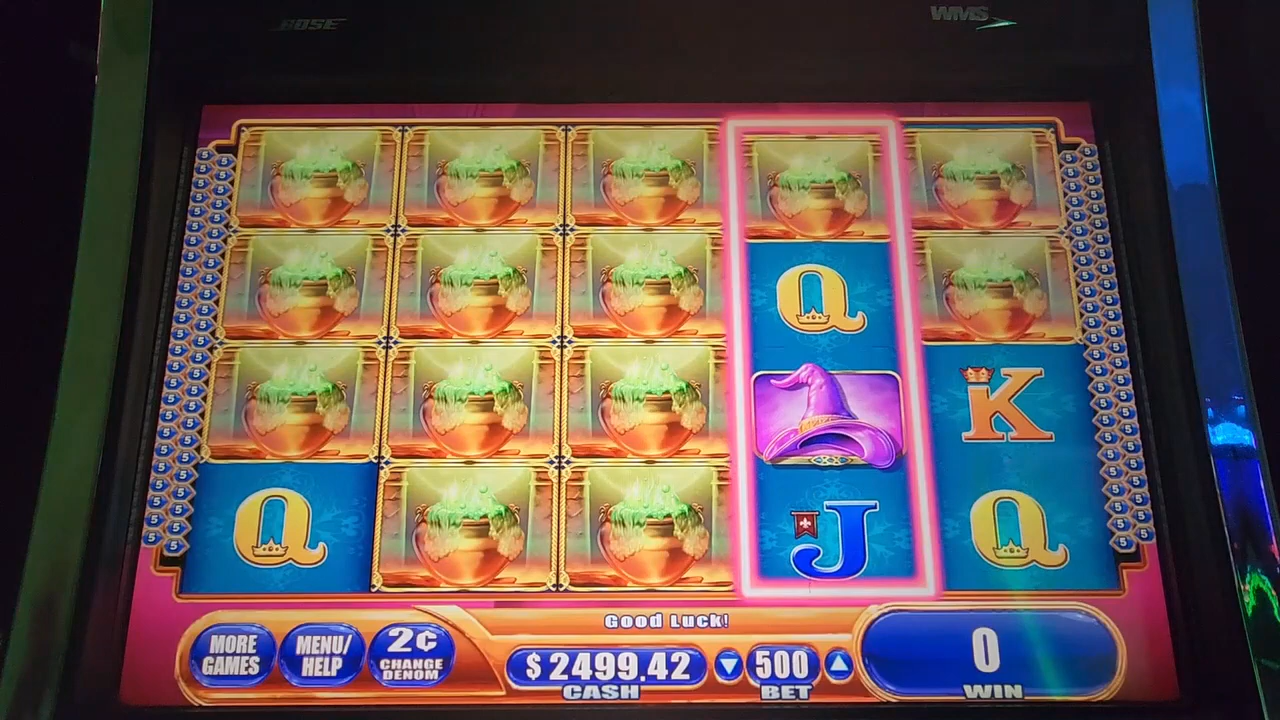 BOSE
WMS
Q
K
Q
J
Q
Good Luck!
MORE GAMES
MENU/ HELP
2¢ CHANGE DENOM
$2499.42
CASH
500
BET
0
WIN